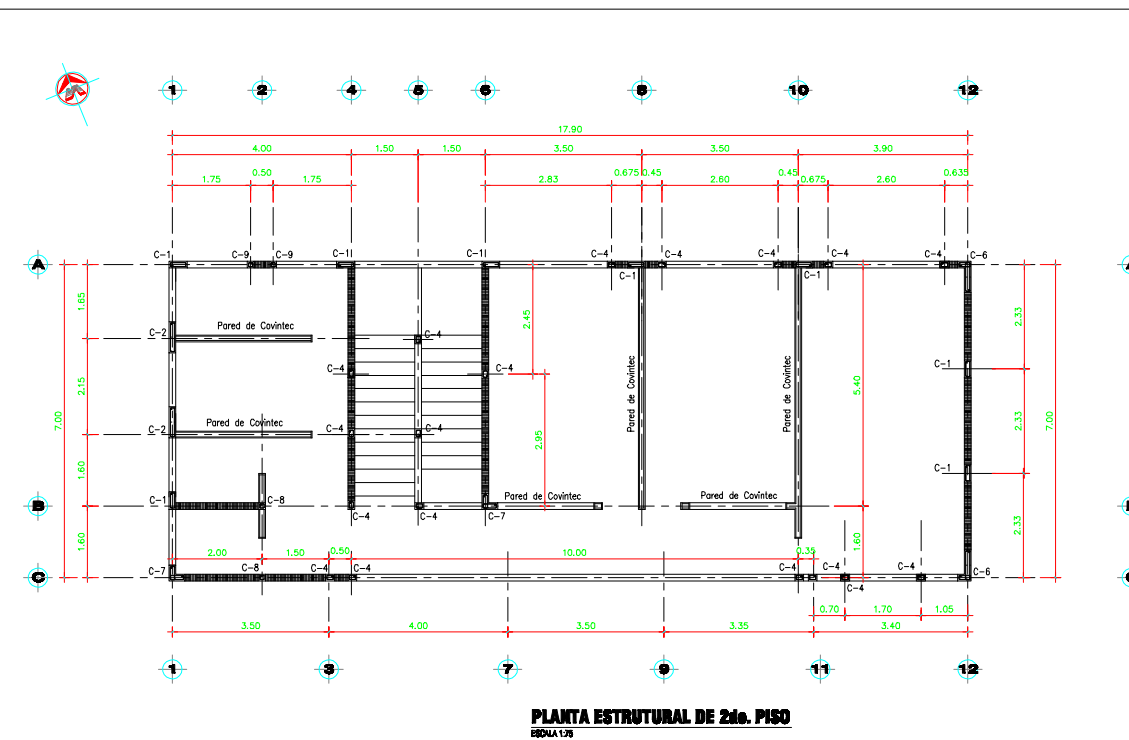 1 2 4 5 6 8 10 12
17.90
4.00 1.50 1.50 3.50 3.50 3.90
1.75 0.50 1.75 2.83 0.675 0.45 2.60 0.45 0.675 2.60 0.635
C-1 C-9 C-9 C-1 C-1 C-4 C-4 C-4 C-4 C-4 C-6
A
C-1 C-1
1.65 2.45 2.33
Pared de Covintec
C-2 C-4
C-4 C-4 C-1
2.15 5.40
Pared de Covintec
Pared de Covintec
7.00 2.33 7.00
Pared de Covintec
C-2 C-4 C-4
2.95
C-1
1.60
Pared de Covintec Pared de Covintec
C-1 C-8
B
C-4 C-4 C-7
1.60 1.60 2.33
2.00 1.50 0.50 10.00 0.35
C-7 C-8 C-4 C-4 C-4 C-4 C-4 C-6
C
C-4
0.70 1.70 1.05
3.50 4.00 3.50 3.35 3.40
1 3 7 9 11 12
PLANTA ESTRUTURAL DE 2do. PISO
ESCALA 1:75